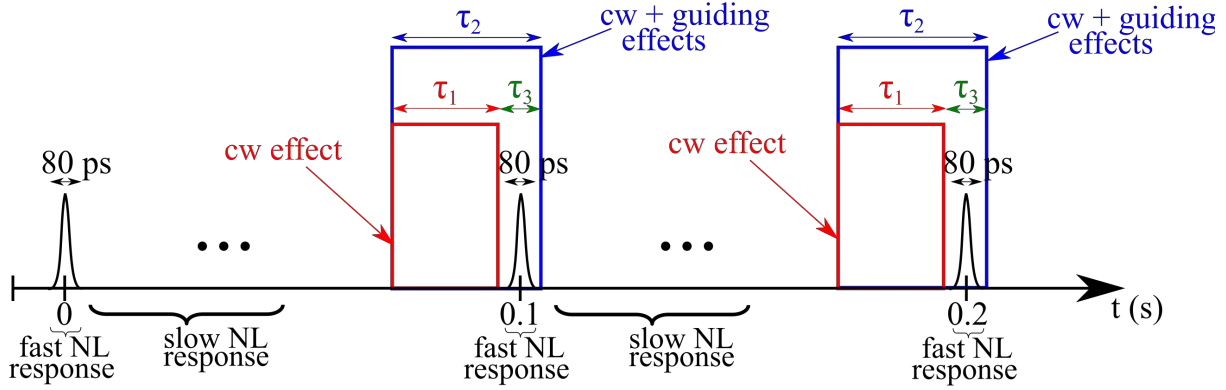 τ2
cw + guiding
effects
τ2
cw + guiding
effects
τ1
τ3
τ1
τ3
80 ps
cw effect
80 ps
cw effect
80 ps
0
0.1
0.2
t (s)
fast NL
response
slow NL
response
fast NL
response
slow NL
response
fast NL
response